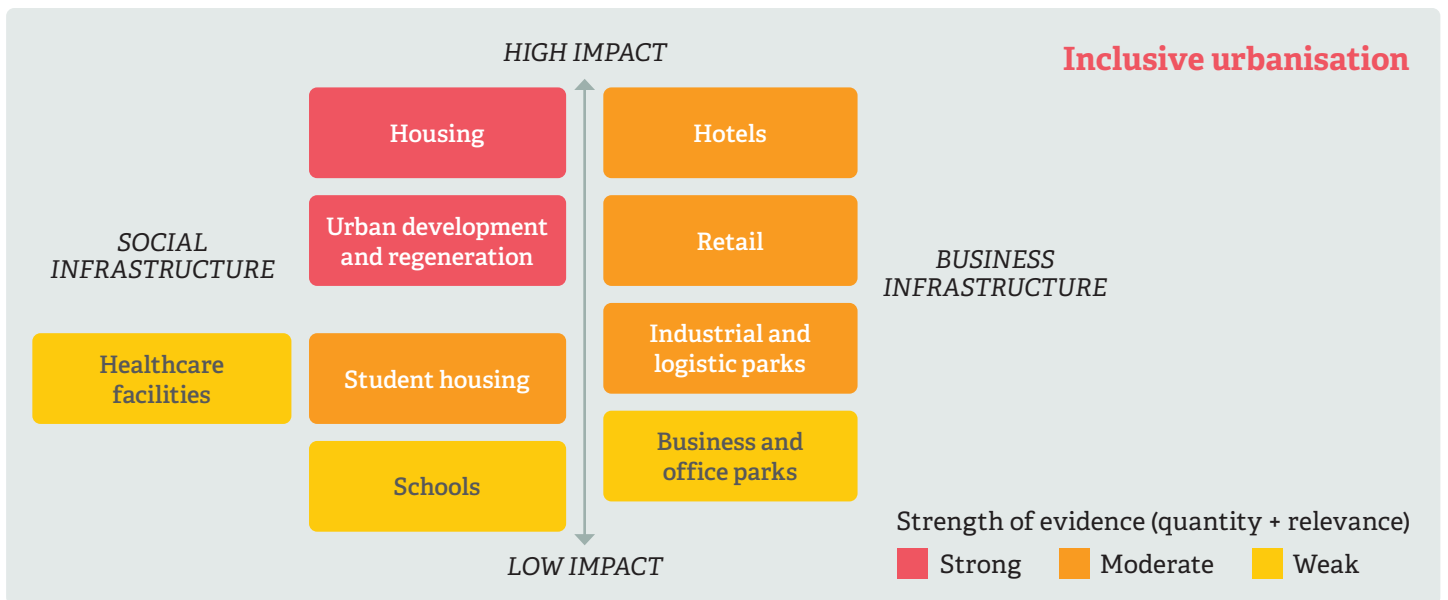 HIGH IMPACT
Inclusive urbanisation
Housing
Hotels
Urban development
and regeneration
Retail
SOCIAL
INFRASTRUCTURE
BUSINESS
INFRASTRUCTURE
Healthcare
facilities
Student housing
Industrial and
logistic parks
Schools
Business and
office parks
LOW IMPACT
Strength of evidence (quantity + relevance)
Strong Moderate Weak